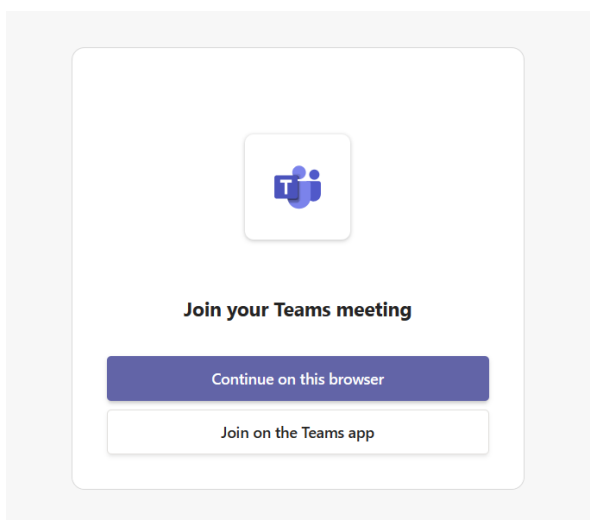 T
Join your Teams meeting
Continue on this browser
Join on the Teams app